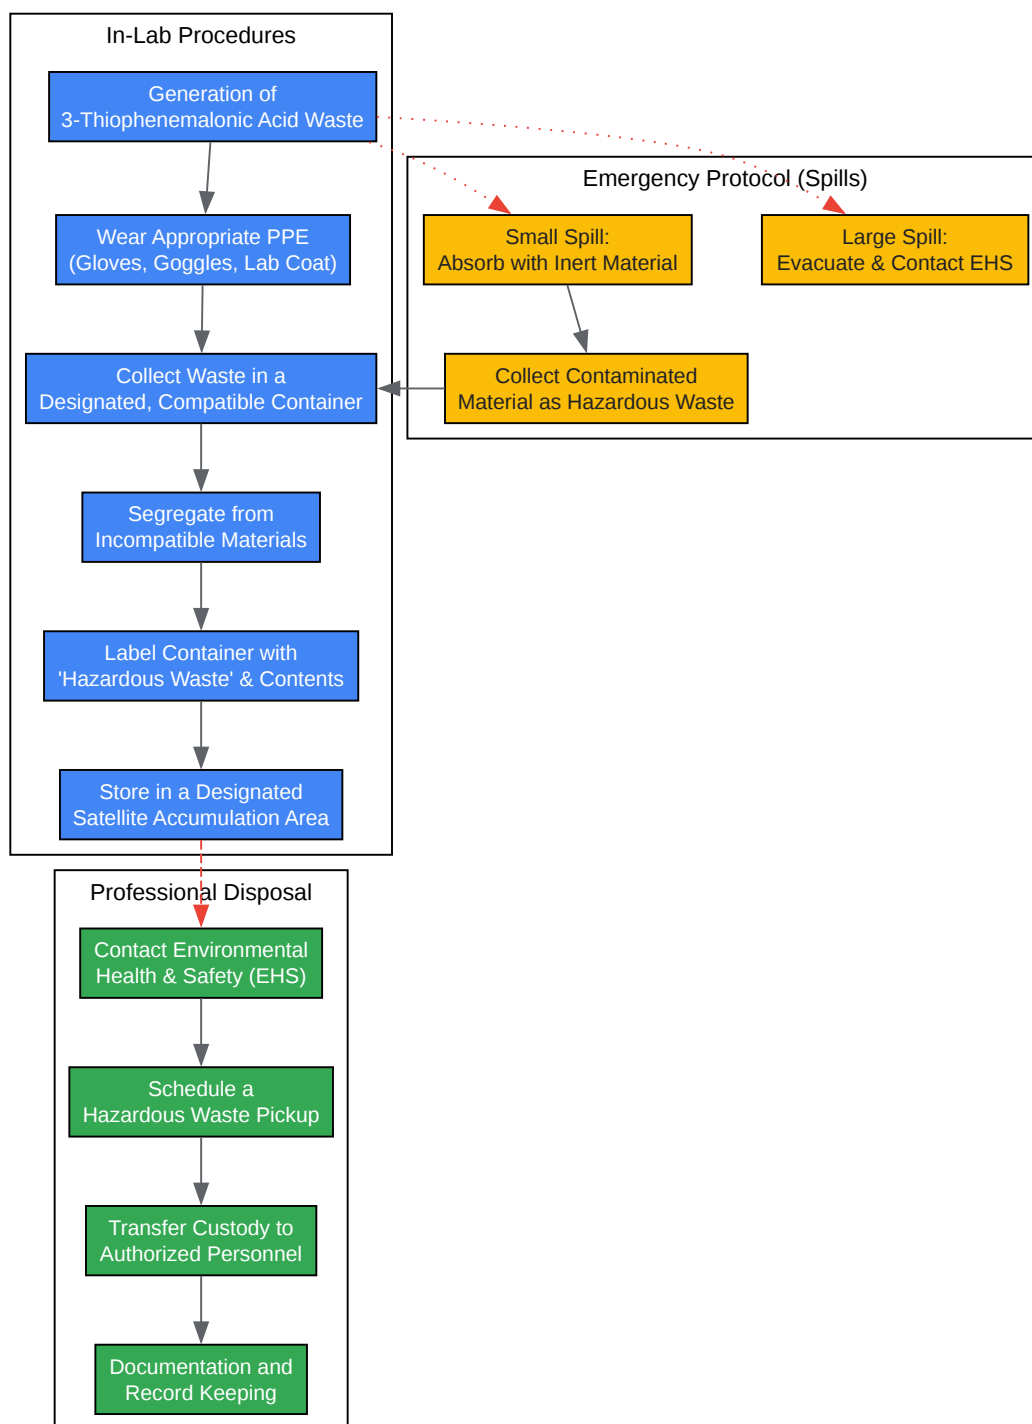 In-Lab Procedures
Generation of
3-Thiophenemalonic Acid Waste
Wear Appropriate PPE
(Gloves, Goggles, Lab Coat)
Collect Waste in a
Designated, Compatible Container
Segregate from
Incompatible Materials
Label Container with
'Hazardous Waste' & Contents
Store in a Designated
Satellite Accumulation Area
Emergency Protocol (Spills)
Small Spill:
Absorb with Inert Material
Large Spill:
Evacuate & Contact EHS
Collect Contaminated
Material as Hazardous Waste
Professional Disposal
Contact Environmental
Health & Safety (EHS)
Schedule a
Hazardous Waste Pickup
Transfer Custody to
Authorized Personnel
Documentation and
Record Keeping